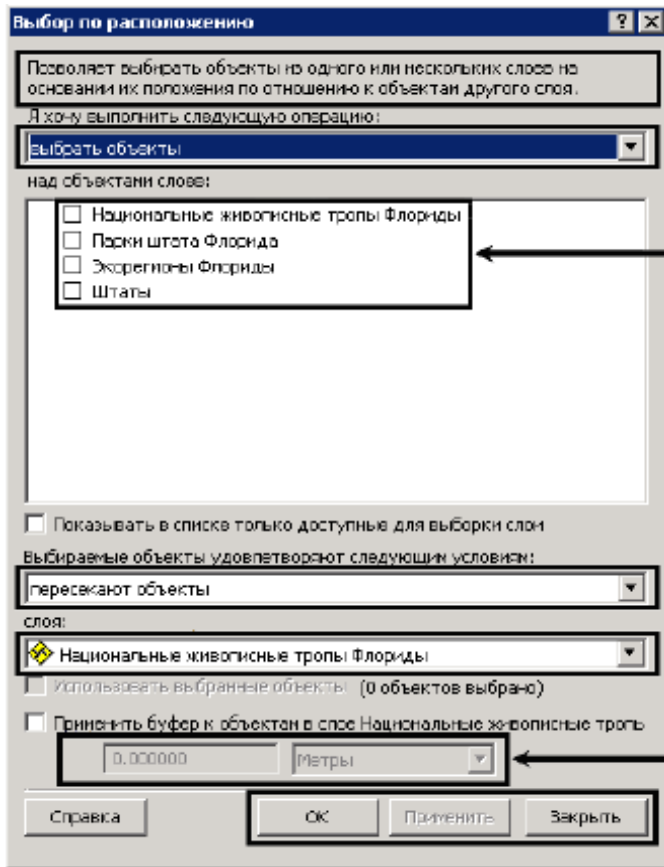 Выбор по расположению
Позволяет выбирать объекты из одного или нескольких слоев на
основании их положения по отношению к объектам другого слоя.
Я хочу выполнить следующую операцию:
выбрать объекты
над объектами слоев:
Национальные живописные тропы Флориды
Парки штата Флорида
Экорегионы Флориды
Штаты
Показывать в списке только доступные для выборки слои
Выбираемые объекты удовлетворяют следующим условиям:
пересекают объекты
слоя:
Национальные живописные тропы Флориды
Использовать выбранные объекты (0 объектов выбрано)
Применить буфер к объектам в слое Национальные живописные тропь
0.000000 Метры
Справка ОК Применить Закрыть